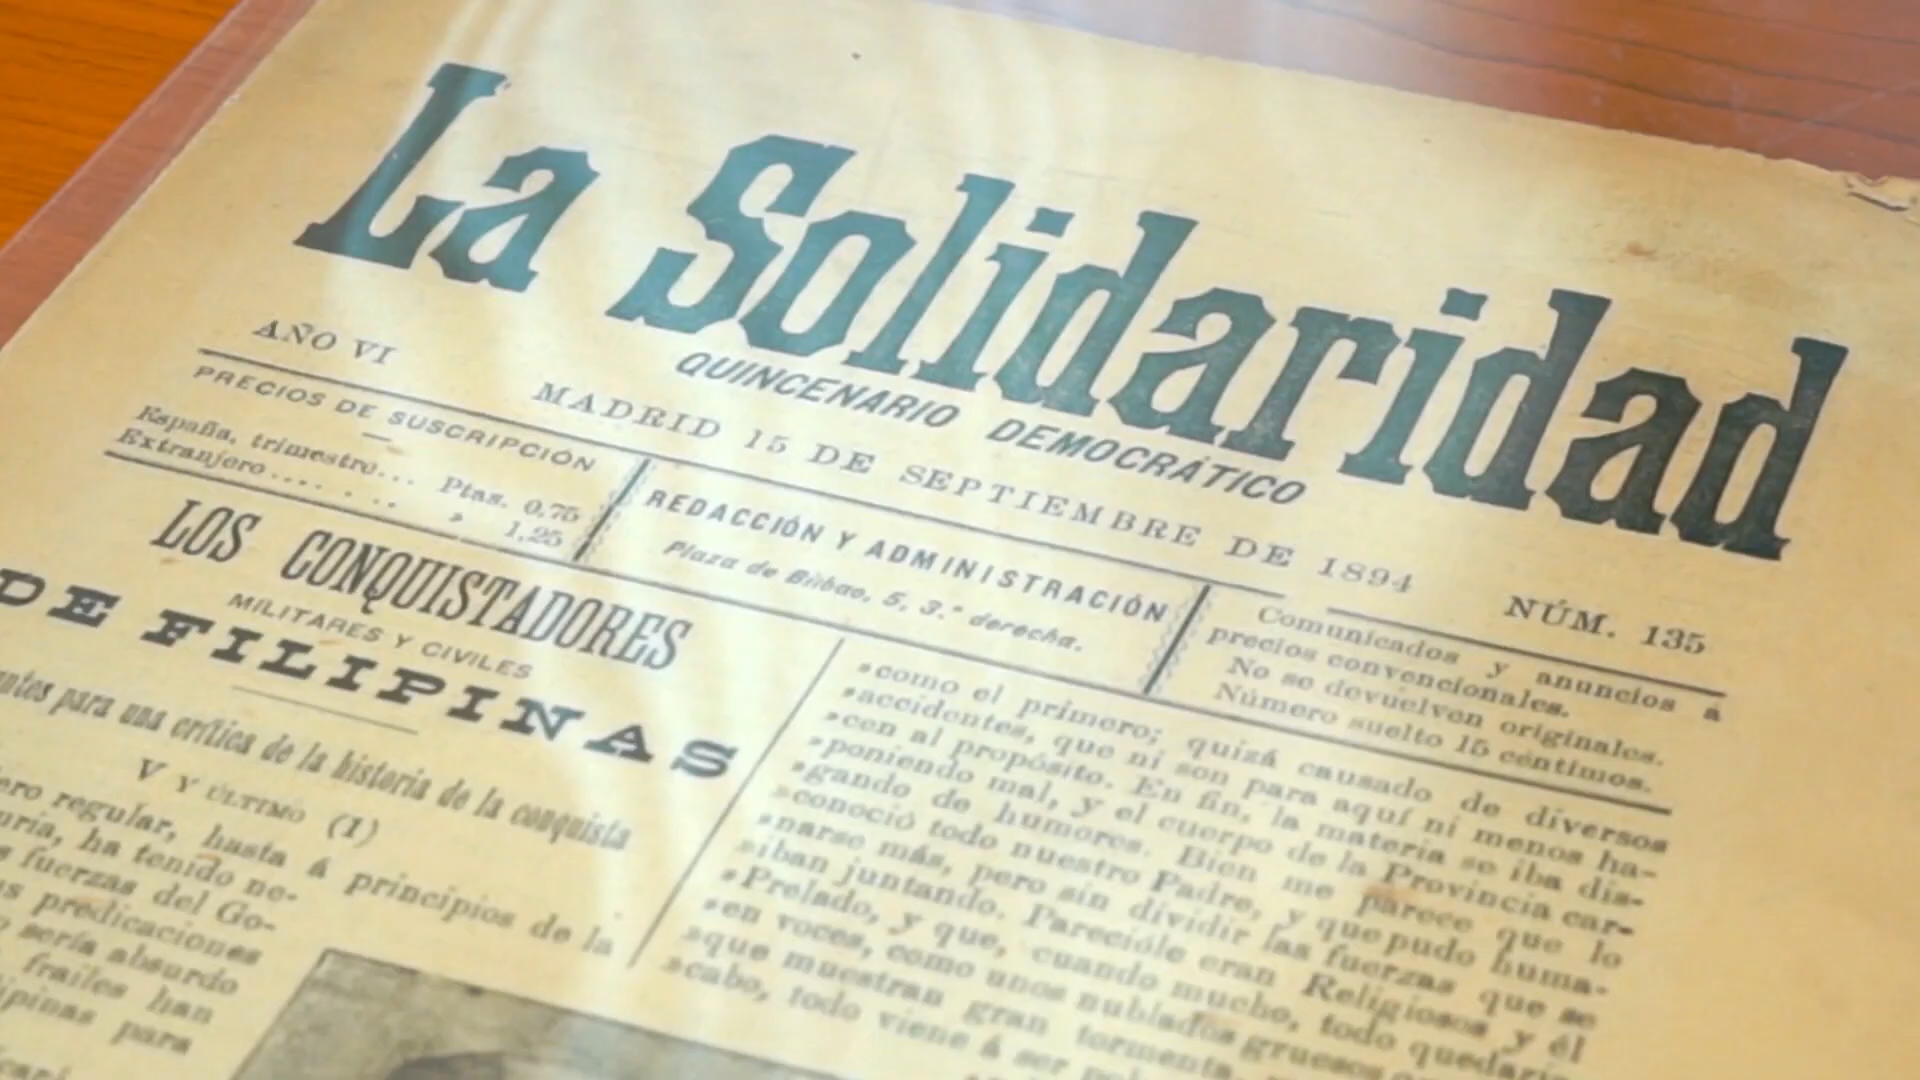 La Solidaridad
QUINCENARIO DEMOCRÁTICO
AÑO VI
MADRID 15 DE SEPTIEMBRE DE 1894
NÚM. 135
PRECIOS DE SUSCRIPCIÓN
España, trimestre... Ptas. 0,75
Extranjero..... . .. » 1,25
REDACCIÓN Y ADMINISTRACIÓN
Plaza de Bilbao, 5, 3.° derecha.
Comunicados y anuncios á
precios convencionales.
No se devuelven originales.
Número suelto 15 céntimos.
LOS CONQUISTADORES
MILITARES Y CIVILES
DE FILIPINAS
para una crítica de la historia de la conquista
V Y ÚLTIMO (1)
regular, hasta á principios de la
ha tenido ne-
fuerzas del Go-
predicaciones
sería absurdo
frailes han
para
»como el primero; quizá causado de diversos
»accidentes, que ni son para aquí ni menos ha-
»cen al propósito. En fin, la materia se iba dis-
»poniendo mal, y el cuerpo de la Provincia car-
»gando de humores. Bien me parece que lo
»conoció todo nuestro Padre, y que pudo huma-
»narse más, pero sin dividir las fuerzas que se
»iban juntando. Parecióle eran Religiosos y él
»Prelado, y que, cuando mucho, todo quedaría
»en voces, como unos nublados gruesos
»que muestran gran tormenta,
»cabo, todo viene á ser